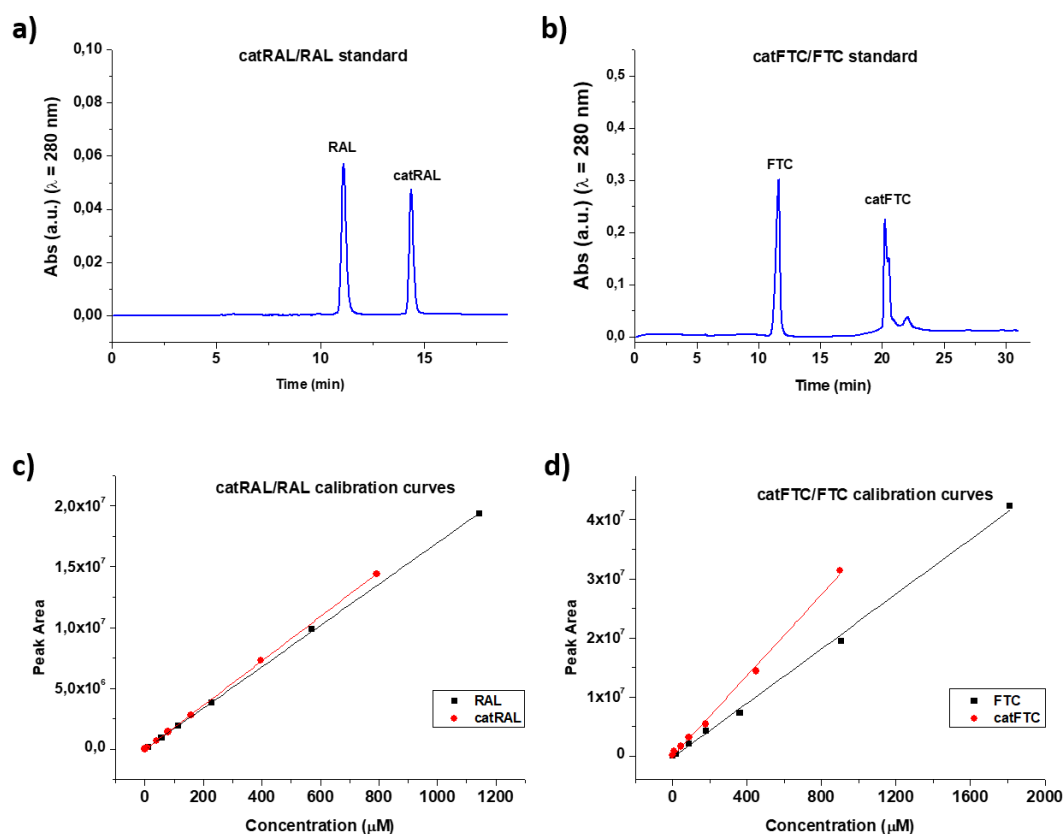 a)
catRAL/RAL standard
Abs (a.u.) (λ = 280 nm)
0,10
0,08
0,06
0,04
0,02
0,00
RAL
catRAL
0
5
10
15
Time (min)
b)
catFTC/FTC standard
Abs (a.u.) (λ = 280 nm)
0,5
0,4
0,3
0,2
0,1
0,0
FTC
catFTC
0
5
10
15
20
25
30
Time (min)
c)
catRAL/RAL calibration curves
Peak Area
2,0x10⁷
1,5x10⁷
1,0x10⁷
5,0x10⁶
0,0
RAL
catRAL
0
200
400
600
800
1000
1200
Concentration (μM)
d)
catFTC/FTC calibration curves
Peak Area
4x10⁷
3x10⁷
2x10⁷
1x10⁷
0
FTC
catFTC
0
400
800
1200
1600
2000
Concentration (μM)